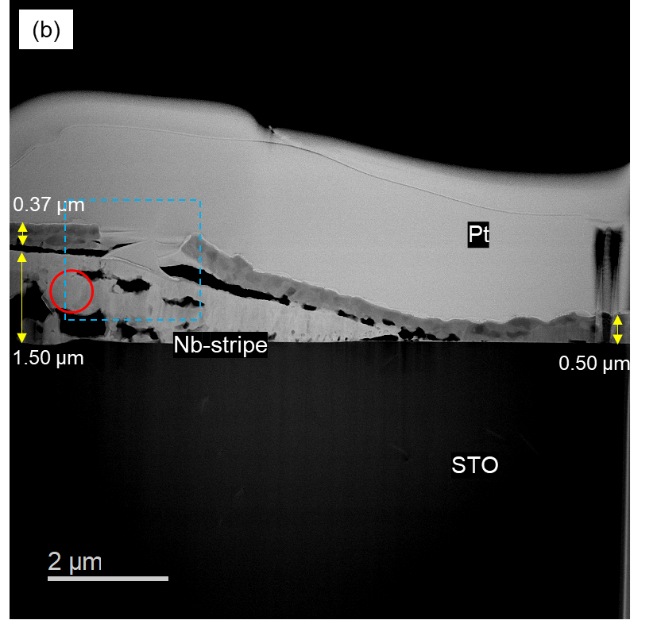 (b)
0.37 µm
Pt
Nb-stripe
1.50 µm
0.50 µm
STO
2 µm